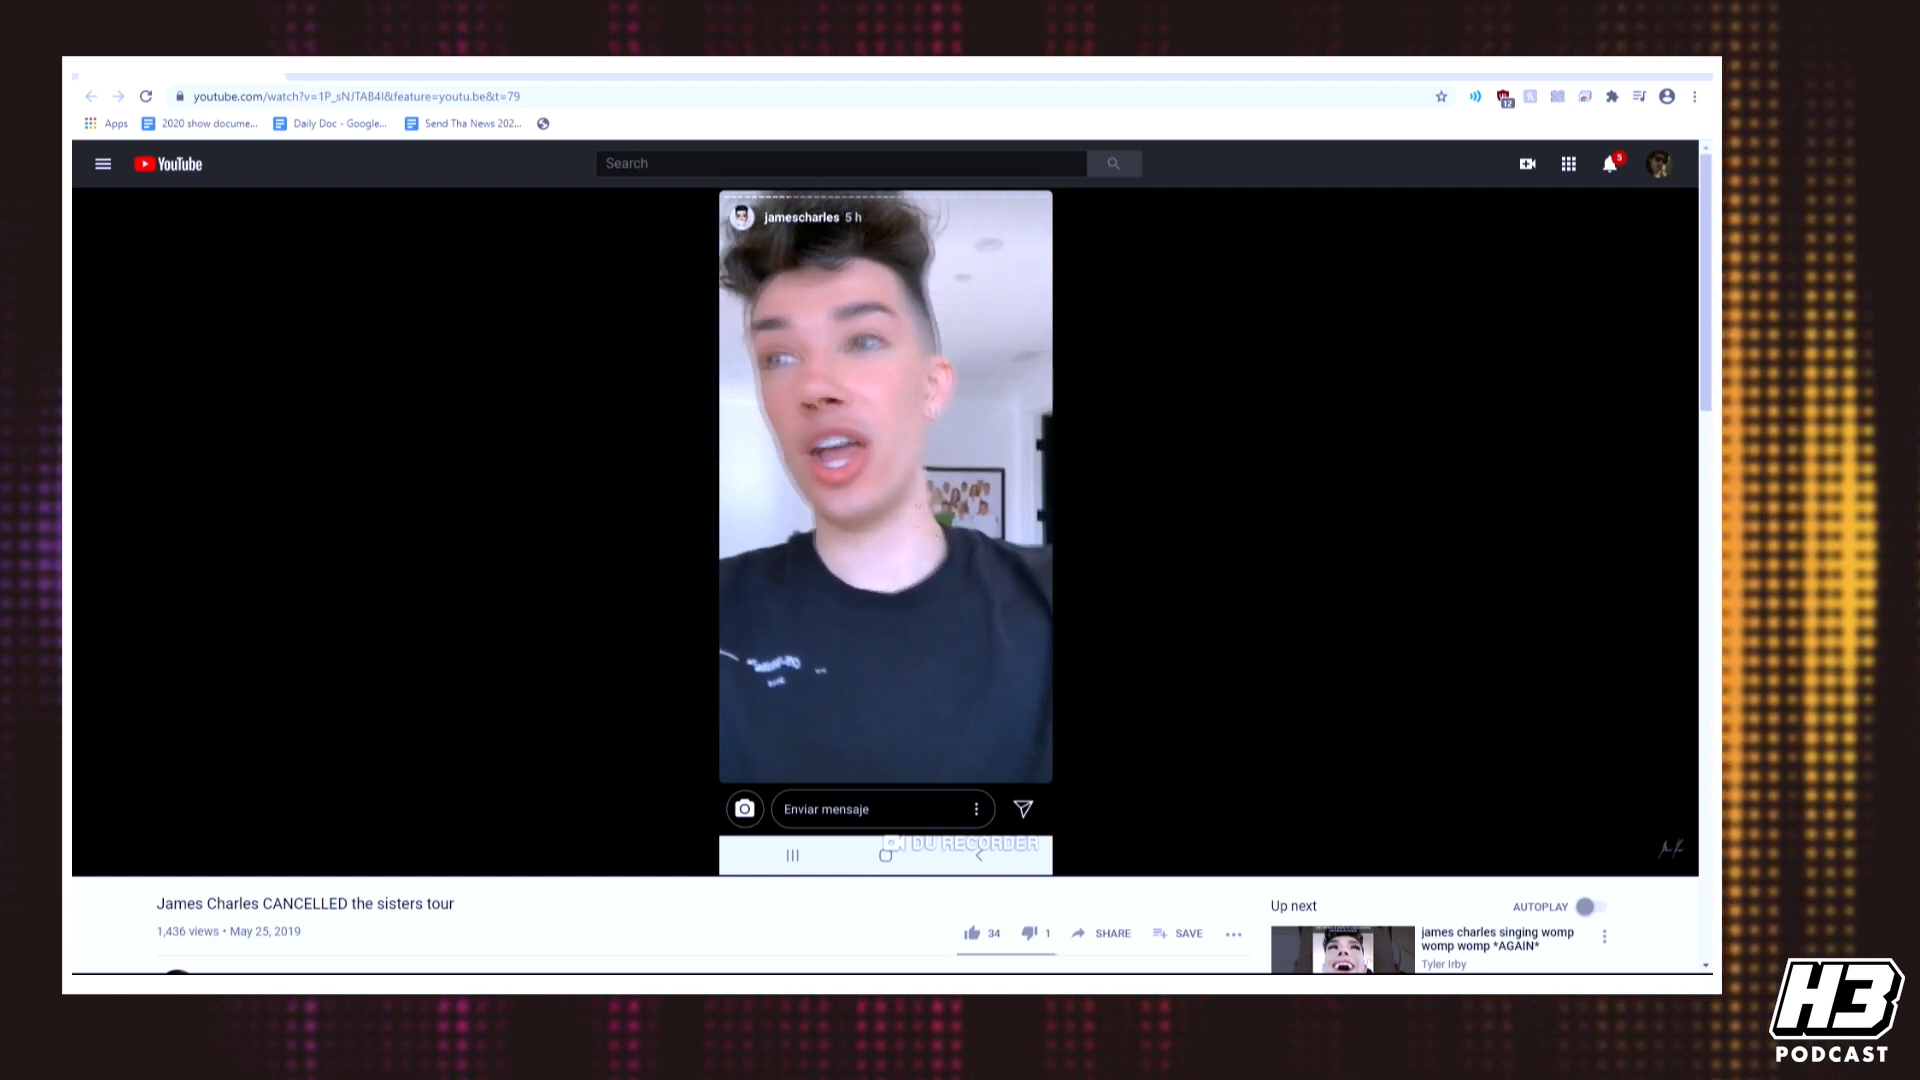 youtube.com/watch?v=1P_sNJTAB4I&feature=youtu.be&t=79
12
Apps
2020 show docume...
Daily Doc - Google...
Send Tha News 202...
YouTube
Search
5
jamescharles 5 h
Enviar mensaje
DU RECORDER
James Charles CANCELLED the sisters tour
1,436 views • May 25, 2019
34
1
SHARE
SAVE
Up next
AUTOPLAY
james charles singing womp
womp womp *AGAIN*
Tyler Irby
H3
PODCAST